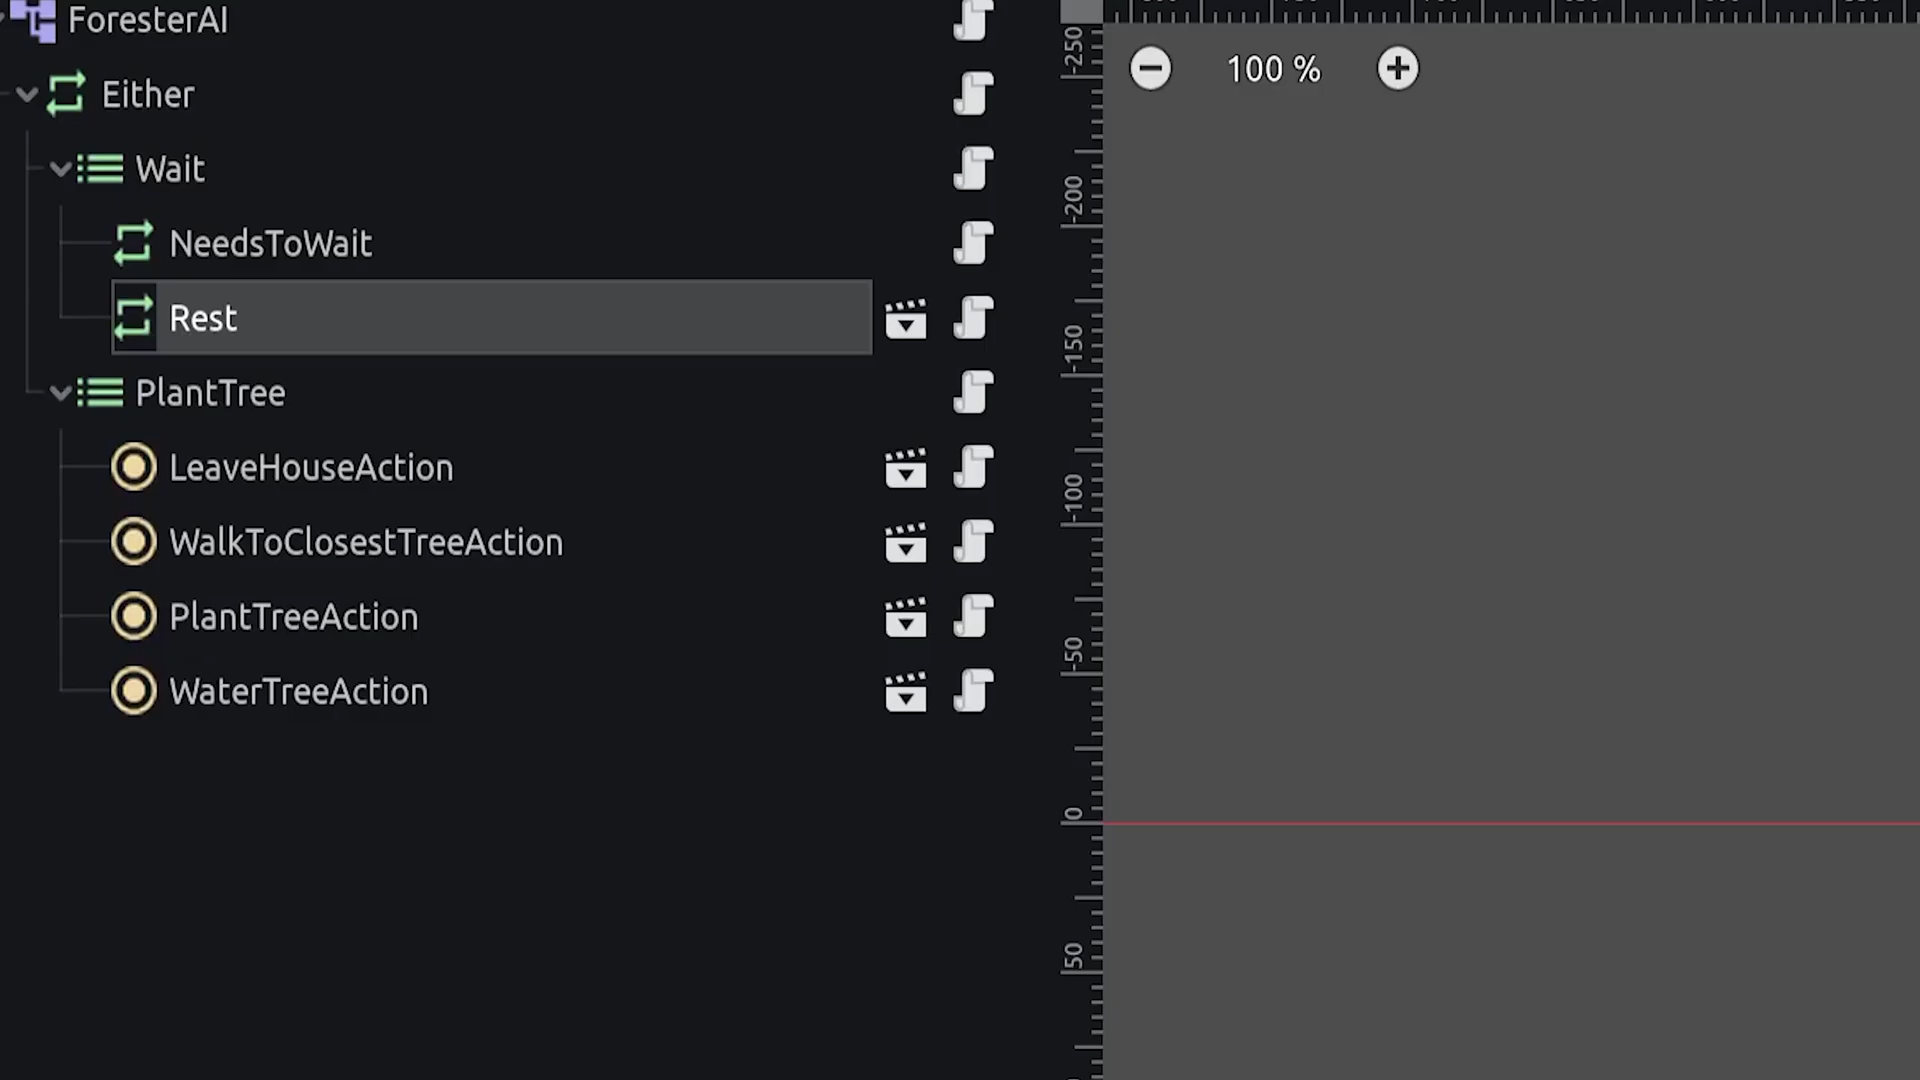 ForesterAI
Either
Wait
NeedsToWait
Rest
PlantTree
LeaveHouseAction
WalkToClosestTreeAction
PlantTreeAction
WaterTreeAction
100 %
-250
-200
-150
-100
-50
0
50